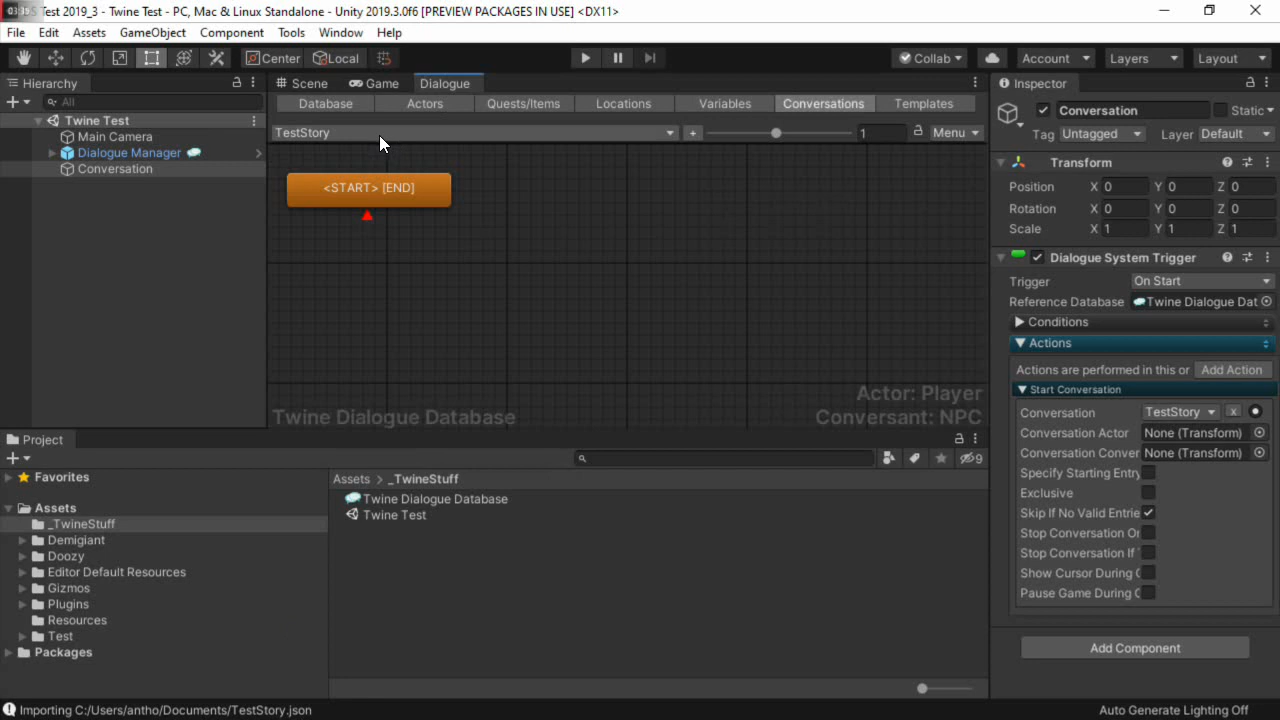 Test 2019_3 - Twine Test - PC, Mac & Linux Standalone - Unity 2019.3.0f6 [PREVIEW PACKAGES IN USE] <DX11>
File Edit Assets GameObject Component Tools Window Help
Center Local Collab Account Layers Layout
Hierarchy
All
Twine Test
Main Camera
Dialogue Manager
Conversation
Scene Game Dialogue
Database Actors Quests/Items Locations Variables Conversations Templates
TestStory + 1 Menu
<START> [END]
Actor: Player
Twine Dialogue Database Conversant: NPC
Inspector
Conversation Static
Tag Untagged Layer Default
Transform
Position X 0 Y 0 Z 0
Rotation X 0 Y 0 Z 0
Scale X 1 Y 1 Z 1
Dialogue System Trigger
Trigger On Start
Reference Database Twine Dialogue Dat
Conditions
Actions
Actions are performed in this or Add Action
Start Conversation
Conversation TestStory x
Conversation Actor None (Transform)
Conversation Conver None (Transform)
Specify Starting Entry
Exclusive
Skip If No Valid Entrie
Stop Conversation On
Stop Conversation If
Show Cursor During
Pause Game During
Add Component
Project
9
Favorites
Assets
_TwineStuff
Demigiant
Doozy
Editor Default Resources
Gizmos
Plugins
Resources
Test
Packages
Assets > _TwineStuff
Twine Dialogue Database
Twine Test
Importing C:/Users/antho/Documents/TestStory.json
Auto Generate Lighting Off